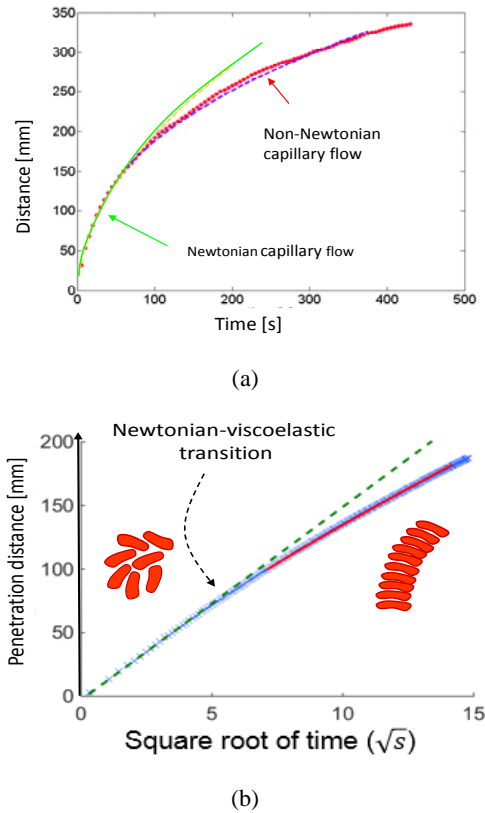 350
300
250
200
150
100
50
0
Distance [mm]
Non-Newtonian
capillary flow
Newtonian capillary flow
0
100
200
300
400
500
Time [s]
(a)
Newtonian-viscoelastic
transition
200
150
100
50
0
Penetration distance [mm]
0
5
10
15
Square root of time (√s)
(b)